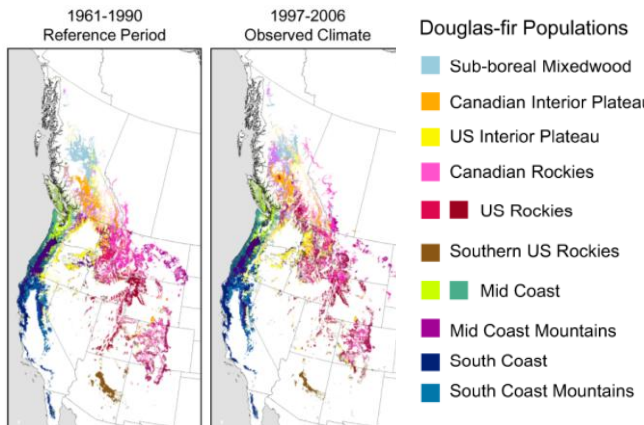 1961-1990
Reference Period
1997-2006
Observed Climate
Douglas-fir Populations
Sub-boreal Mixedwood
Canadian Interior Plateau
US Interior Plateau
Canadian Rockies
US Rockies
Southern US Rockies
Mid Coast
Mid Coast Mountains
South Coast
South Coast Mountains